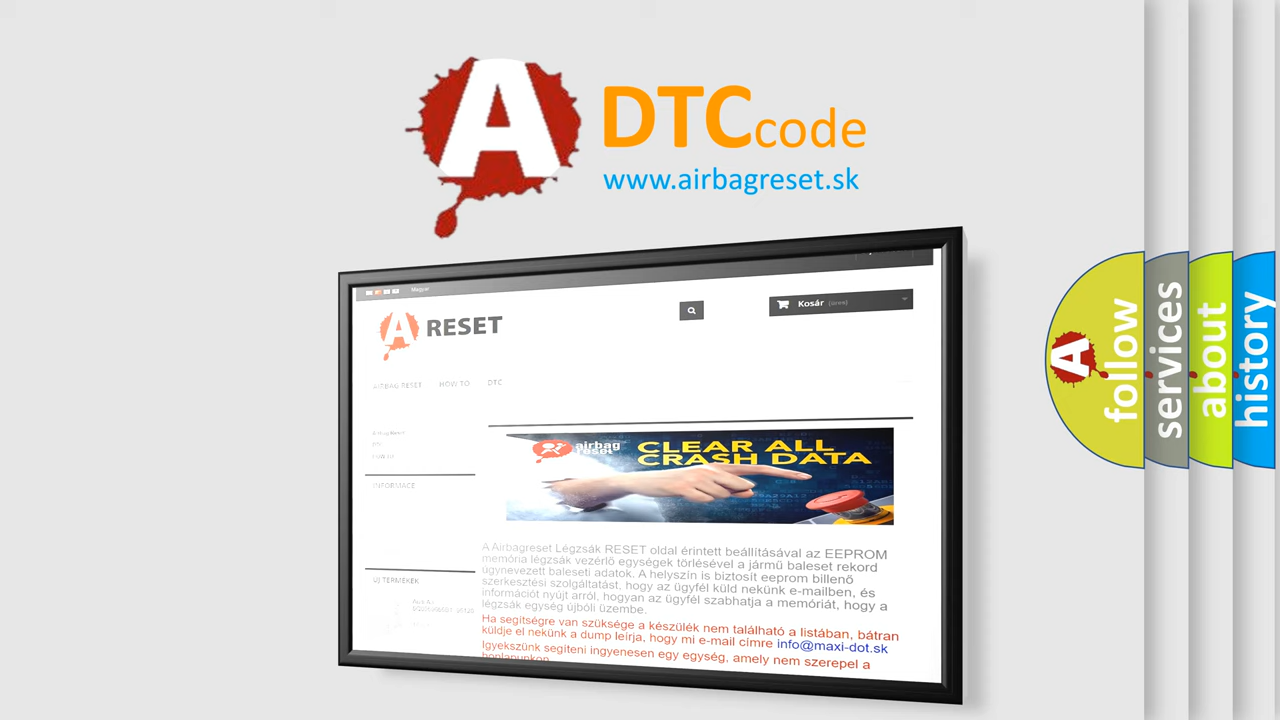 A
DTCcode
www.airbagreset.sk
Magyar
A RESET
Kosár (üres)
AIRBAG RESET HOW TO DTC
INFORMACE
airbag
reset
CLEAR ALL
CRASH DATA
A Airbagreset Légzsák RESET oldal érintett beállításával az EEPROM
memória légzsák vezérlő egységek törlésével a jármű baleset rekord
úgynevezett baleseti adatok. A helyszín is biztosít eeprom billenő
szerkesztési szolgáltatást, hogy az ügyfél küld nekünk e-mailben, és
információt nyújt arról, hogyan az ügyfél szabhatja a memóriát, hogy a
légzsák egység újbóli üzembe.
Ha segítségre van szüksége a készülék nem található a listában, bátran
küldje el nekünk a dump leírja, hogy mi e-mail címre info@maxi-dot.sk
Igyekszünk segíteni ingyenesen egy egység, amely nem szerepel a
honlapunkon
ÚJ TERMÉKEK
A
follow
services
about
history